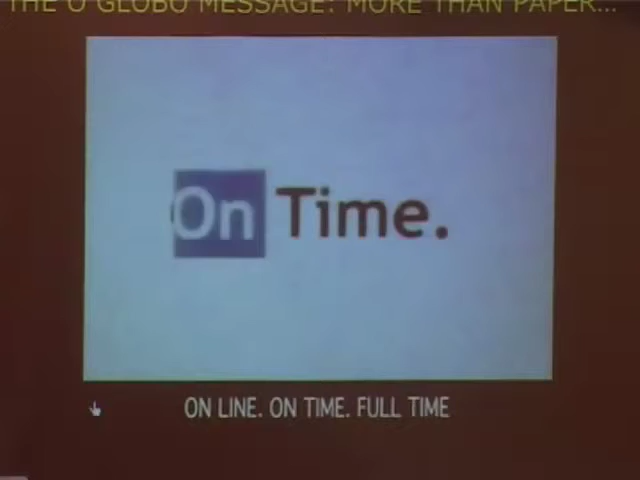 THE O GLOBO MESSAGE: MORE THAN PAPER...
On Time.
ON LINE. ON TIME. FULL TIME